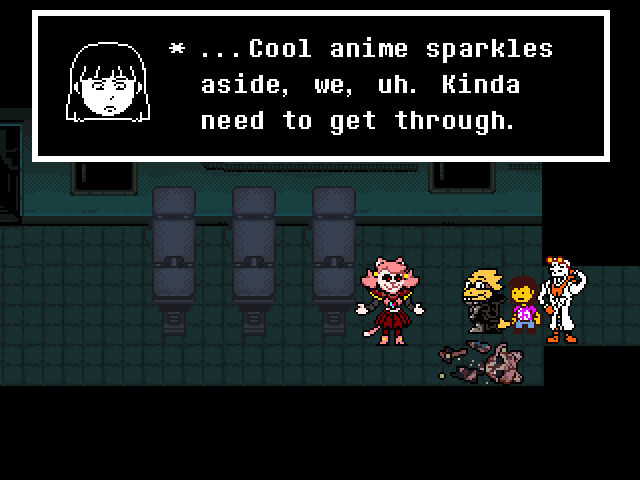 * ...Cool anime sparkles
aside, we, uh. Kinda
need to get through.